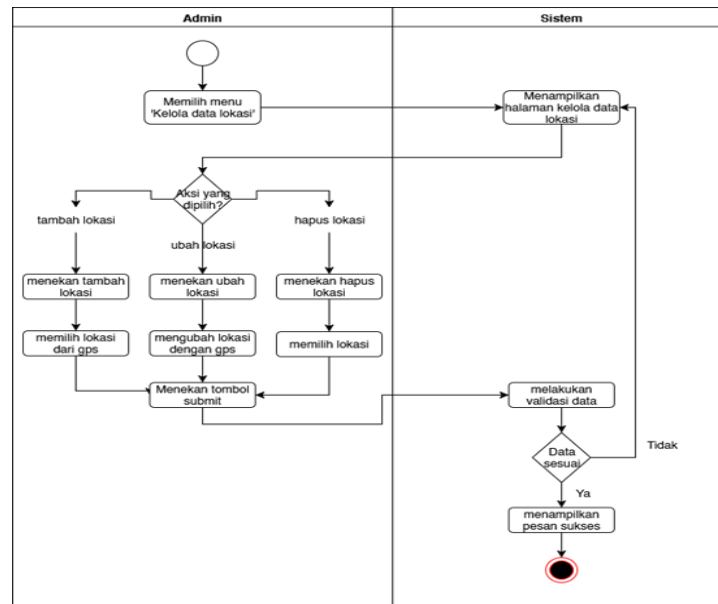 Admin
Sistem
Memilih menu
'Kelola data lokasi'
Menampilkan
halaman kelola data
lokasi
Aksi yang
dipilih?
tambah lokasi
hapus lokasi
ubah lokasi
menekan tambah
lokasi
menekan ubah
lokasi
menekan hapus
lokasi
memilih lokasi
dari gps
mengubah lokasi
dengan gps
memilih lokasi
Menekan tombol
submit
melakukan
validasi data
Data
sesuai
Tidak
Ya
menampilkan
pesan sukses